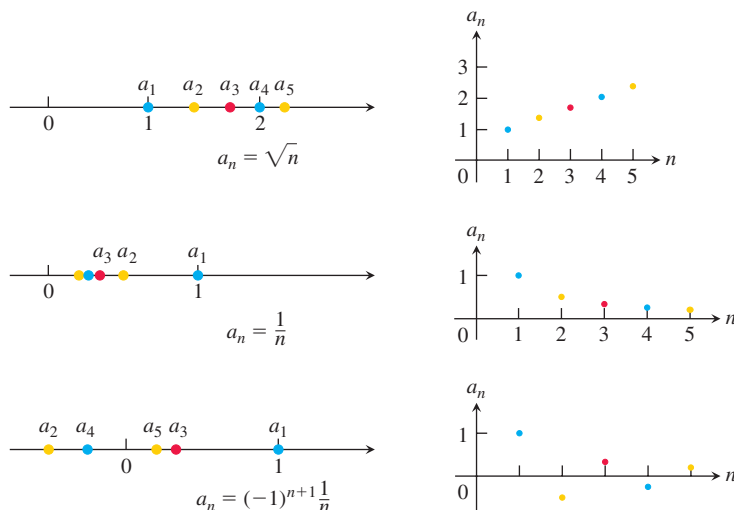 a₁ a₂ a₃ a₄ a₅
0 1 2
aₙ = √n
aₙ
3
2
1
0
1 2 3 4 5
n
a₃ a₂ a₁
0 1
aₙ = 1/n
aₙ
1
0
1 2 3 4 5
n
a₂ a₄ a₅ a₃ a₁
0 1
aₙ = (−1)ⁿ⁺¹ 1/n
aₙ
1
0
n